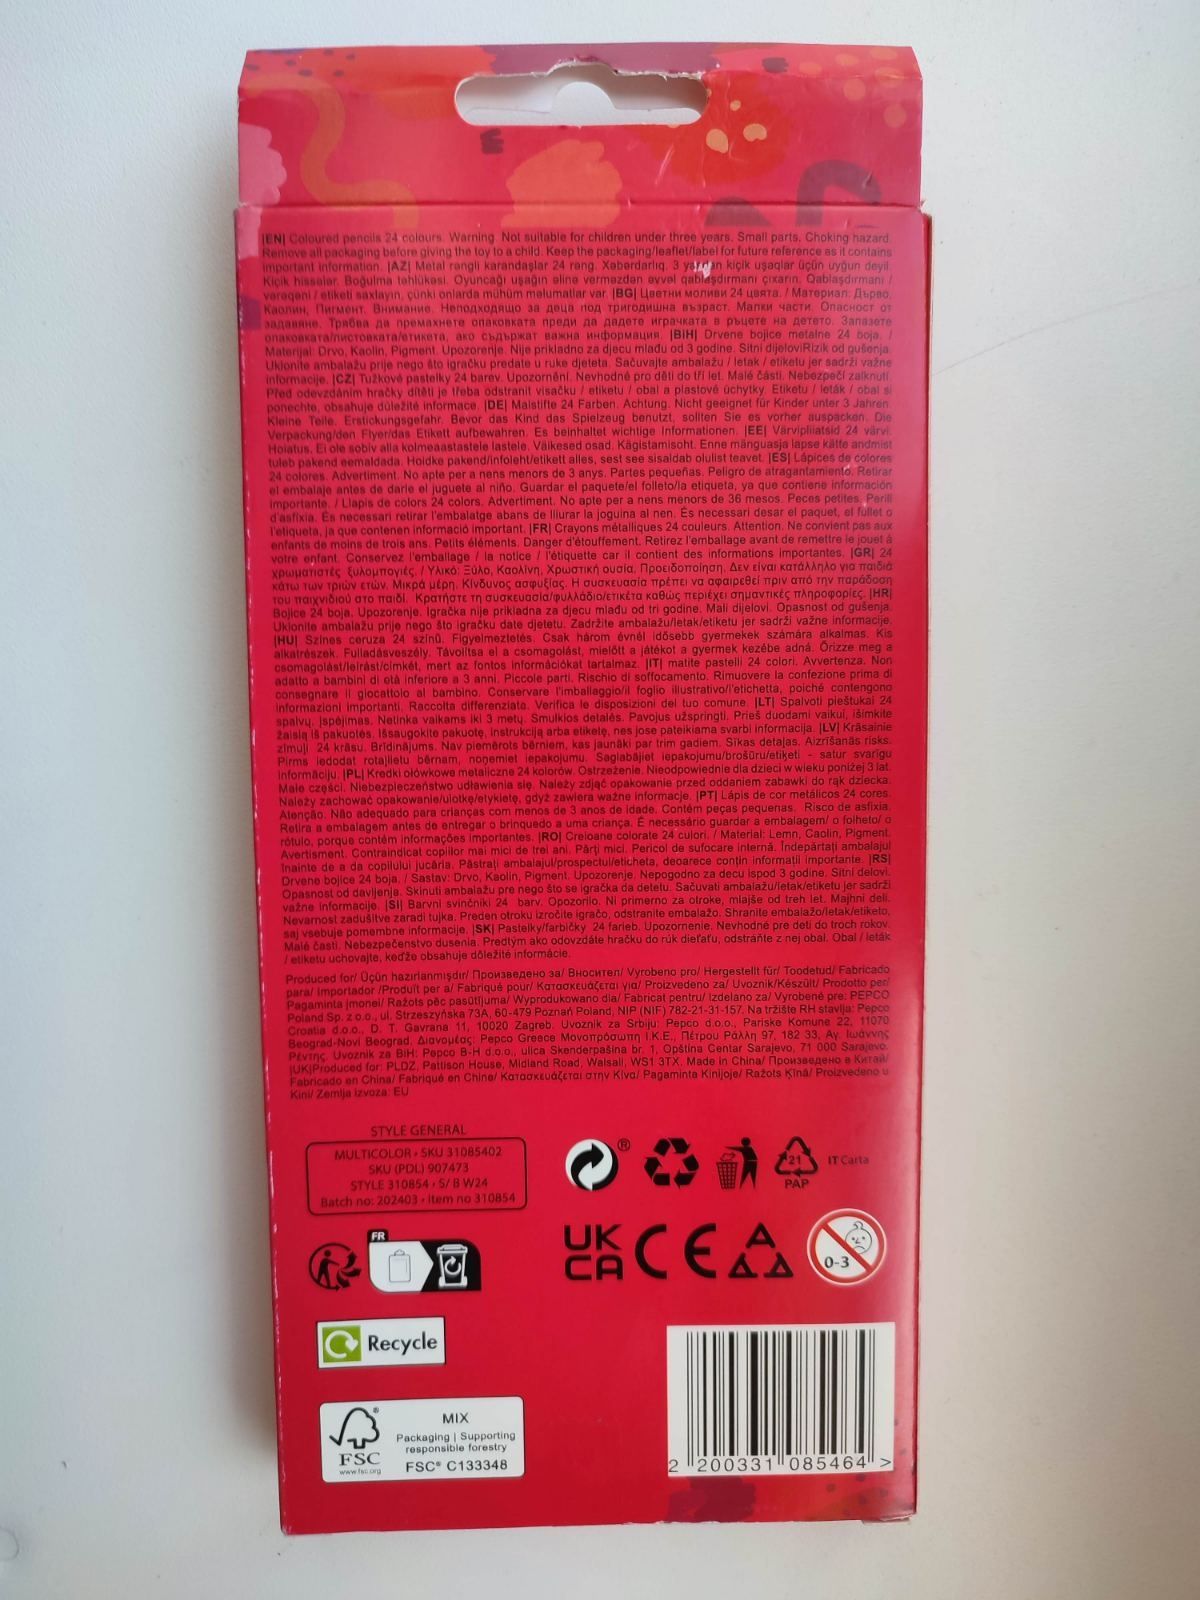 |EN| Coloured pencils 24 colours. Warning. Not suitable for children under three years. Small parts. Choking hazard.
Remove all packaging before giving the toy to a child. Keep the packaging/leaflet/label for future reference as it contains
important information. |AZ| Metal rəngli karandaşlar 24 rəng. Xəbərdarlıq. 3 yaşdan kiçik uşaqlar üçün uyğun deyil.
Kiçik hissələr. Boğulma təhlükəsi. Oyuncağı uşağın əlinə verməzdən əvvəl qablaşdırmanı çıxarın. Qablaşdırmanı /
vərəqəni / etiketi saxlayın, çünki onlarda mühüm məlumatlar var. |BG| Цветни моливи 24 цвята. / Материал: Дърво,
Каолин, Пигмент. Внимание. Неподходящо за деца под тригодишна възраст. Малки части. Опасност от
задавяне. Трябва да премахнете опаковката преди да дадете играчката в ръцете на детето. Запазете
опаковката/листовката/етикета, ако съдържат важна информация. |BiH| Drvene bojice metalne 24 boja. /
Materijal: Drvo, Kaolin, Pigment. Upozorenje. Nije prikladno za djecu mlađu od 3 godine. Sitni dijeloviRizik od gušenja.
Uklonite ambalažu prije nego što igračku predate u ruke djeteta. Sačuvajte ambalažu / letak / etiketu jer sadrži važne
informacije. |CZ| Tužkové pastelky 24 barev. Upozornění. Nevhodné pro děti do tří let. Malé části. Nebezpečí zalknutí.
Před odevzdáním hračky dítěti je třeba odstranit visačku / etiketu / obal a plastové úchytky. Etiketu / leták / obal si
ponechte, obsahuje důležité informace. |DE| Malstifte 24 Farben. Achtung. Nicht geeignet für Kinder unter 3 Jahren.
Kleine Teile. Erstickungsgefahr. Bevor das Kind das Spielzeug benutzt, sollten Sie es vorher auspacken. Die
Verpackung/den Flyer/das Etikett aufbewahren. Es beinhaltet wichtige Informationen. |EE| Värvipliiatsid 24 värvi.
Hoiatus. Ei ole sobiv alla kolmeaastastele lastele. Väikesed osad. Kägistamisoht. Enne mänguasja lapse kätte andmist
tuleb pakend eemaldada. Hoidke pakend/infoleht/etikett alles, sest see sisaldab olulist teavet. |ES| Lápices de colores
24 colores. Advertiment. No apte per a nens menors de 3 anys. Partes pequeñas. Peligro de atragantamiento. Retirar
el embalaje antes de darle el juguete al niño. Guardar el paquete/el folleto/la etiqueta, ya que contiene información
importante. / Llapis de colors 24 colors. Advertiment. No apte per a nens menors de 36 mesos. Peces petites. Perill
d'asfíxia. És necessari retirar l'embalatge abans de lliurar la joguina al nen. És necessari desar el paquet, el fullet o
l'etiqueta, ja que contenen informació important. |FR| Crayons métalliques 24 couleurs. Attention. Ne convient pas aux
enfants de moins de trois ans. Petits éléments. Danger d'étouffement. Retirez l'emballage avant de remettre le jouet à
votre enfant. Conservez l'emballage / la notice / l'étiquette car il contient des informations importantes. |GR| 24
χρωματιστές ξυλομπογιές. / Υλικό: Ξύλο, Καολίνη, Χρωστική ουσία. Προειδοποίηση. Δεν είναι κατάλληλο για παιδιά
κάτω των τριών ετών. Μικρά μέρη. Κίνδυνος ασφυξίας. Η συσκευασία πρέπει να αφαιρεθεί πριν από την παράδοση
του παιχνιδιού στο παιδί. Κρατήστε τη συσκευασία/φυλλάδιο/ετικέτα καθώς περιέχει σημαντικές πληροφορίες. |HR|
Bojice 24 boja. Upozorenje. Igračka nije prikladna za djecu mlađu od tri godine. Mali dijelovi. Opasnost od gušenja.
Uklonite ambalažu prije nego što igračku date djetetu. Zadržite ambalažu/letak/etiketu jer sadrži važne informacije.
|HU| Színes ceruza 24 színű. Figyelmeztetés. Csak három évnél idősebb gyermekek számára alkalmas. Kis
alkatrészek. Fulladásveszély. Távolítsa el a csomagolást, mielőtt a játékot a gyermek kezébe adná. Őrizze meg a
csomagolást/leírást/címkét, mert az fontos információkat tartalmaz. |IT| matite pastelli 24 colori. Avvertenza. Non
adatto a bambini di età inferiore a 3 anni. Piccole parti. Rischio di soffocamento. Rimuovere la confezione prima di
consegnare il giocattolo al bambino. Conservare l'imballaggio/il foglio illustrativo/l'etichetta, poiché contengono
informazioni importanti. Raccolta differenziata. Verifica le disposizioni del tuo comune. |LT| Spalvoti pieštukai 24
spalvų. Įspėjimas. Netinka vaikams iki 3 metų. Smulkios detalės. Pavojus užspringti. Prieš duodami vaikui, išimkite
žaislą iš pakuotės. Išsaugokite pakuotę, instrukciją arba etiketę, nes jose pateikiama svarbi informacija. |LV| Krāsainie
zīmuļi 24 krāsu. Brīdinājums. Nav piemērots bērniem, kas jaunāki par trim gadiem. Sīkas detaļas. Aizrīšanās risks.
Pirms iedodat rotaļlietu bērnam, noņemiet iepakojumu. Saglabājiet iepakojumu/brošūru/etiķeti - satur svarīgu
informāciju. |PL| Kredki ołówkowe metaliczne 24 kolorów. Ostrzeżenie. Nieodpowiednie dla dzieci w wieku poniżej 3 lat.
Małe części. Niebezpieczeństwo udławienia się. Należy zdjąć opakowanie przed oddaniem zabawki do rąk dziecka.
Należy zachować opakowanie/ulotkę/etykietę, gdyż zawiera ważne informacje. |PT| Lápis de cor metálicos 24 cores.
Atenção. Não adequado para crianças com menos de 3 anos de idade. Contém peças pequenas. Risco de asfixia.
Retira a embalagem antes de entregar o brinquedo a uma criança. É necessário guardar a embalagem/ o folheto/ o
rótulo, porque contêm informações importantes. |RO| Creioane colorate 24 culori. / Material: Lemn, Caolin, Pigment.
Avertisment. Contraindicat copiilor mai mici de trei ani. Părți mici. Pericol de sufocare internă. Îndepărtați ambalajul
înainte de a da copilului jucăria. Păstrați ambalajul/prospectul/eticheta, deoarece conțin informații importante. |RS|
Drvene bojice 24 boja. / Sastav: Drvo, Kaolin, Pigment. Upozorenje. Nepogodno za decu ispod 3 godine. Sitni delovi.
Opasnost od davljenja. Skinuti ambalažu pre nego što se igračka da detetu. Sačuvati ambalažu/letak/etiketu jer sadrži
važne informacije. |SI| Barvni svinčniki 24 barv. Opozorilo. Ni primerno za otroke, mlajše od treh let. Majhni deli.
Nevarnost zadušitve zaradi tujka. Preden otroku izročite igračo, odstranite embalažo. Shranite embalažo/letak/etiketo,
saj vsebuje pomembne informacije. |SK| Pastelky/farbičky 24 farieb. Upozornenie. Nevhodné pre deti do troch rokov.
Malé časti. Nebezpečenstvo dusenia. Predtým ako odovzdáte hračku do rúk dieťaťu, odstráňte z nej obal. Obal / leták
/ etiketu uchovajte, keďže obsahuje dôležité informácie.
Produced for/ Üçün hazırlanmışdır/ Произведено за/ Вносител/ Vyrobeno pro/ Hergestellt für/ Toodetud/ Fabricado
para/ Importador /Produït per a/ Fabriqué pour/ Κατασκευάζεται για/ Proizvedeno za/ Uvoznik/Készült/ Prodotto per/
Pagaminta įmonei/ Ražots pēc pasūtījuma/ Wyprodukowano dla/ Fabricat pentru/ Izdelano za/ Vyrobené pre: PEPCO
Poland Sp. z o.o., ul. Strzeszyńska 73A, 60-479 Poznań Poland, NIP (NIF) 782-21-31-157. Na tržište RH stavlja: Pepco
Croatia d.o.o., D. T. Gavrana 11, 10020 Zagreb. Uvoznik za Srbiju: Pepco d.o.o., Pariske Komune 22, 11070
Beograd-Novi Beograd. Διανομέας: Pepco Greece Μονοπρόσωπη Ι.Κ.Ε., Πέτρου Ράλλη 97, 182 33, Αγ. Ιωάννης
Ρέντης. Uvoznik za BiH: Pepco B-H d.o.o., ulica Skenderpašina br. 1, Opština Centar Sarajevo, 71 000 Sarajevo.
|UK|Produced for: PLDZ, Pattison House, Midland Road, Walsall, WS1 3TX. Made in China/ Произведено в Китай/
Fabricado en China/ Fabriqué en Chine/ Κατασκευάζεται στην Κίνα/ Pagaminta Kinijoje/ Ražots Ķīnā/ Proizvedeno u
Kini/ Zemlja izvoza: EU
STYLE GENERAL
MULTICOLOR • SKU 31085402
SKU (PDL) 907473
STYLE 310854 • S/ B W24
Batch no: 202403 • Item no 310854
®
21
PAP
IT Carta
FR
UK
CA
CE
A
0-3
Recycle
FSC®
www.fsc.org
MIX
Packaging | Supporting
responsible forestry
FSC® C133348
2 200331 085464 >